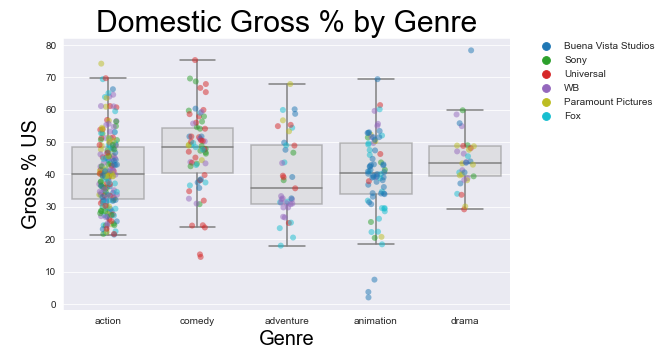 Domestic Gross % by Genre
Gross % US
80
70
60
50
40
30
20
10
0
action comedy adventure animation drama
Genre
Buena Vista Studios
Sony
Universal
WB
Paramount Pictures
Fox